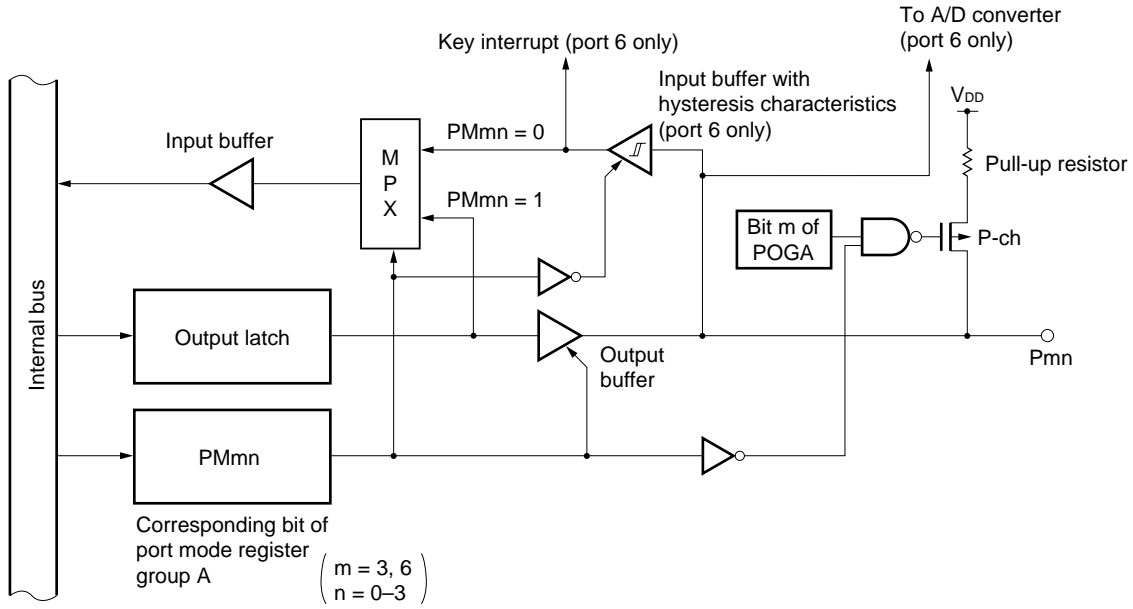 To A/D converter
(port 6 only)
Key interrupt (port 6 only)
Input buffer with
hysteresis characteristics
(port 6 only)
VDD
Input buffer
PMmn = 0
M
P
X
Pull-up resistor
PMmn = 1
Bit m of
POGA
P-ch
Internal bus
Output latch
Output
buffer
Pmn
PMmn
Corresponding bit of
port mode register
group A
m = 3, 6
n = 0–3